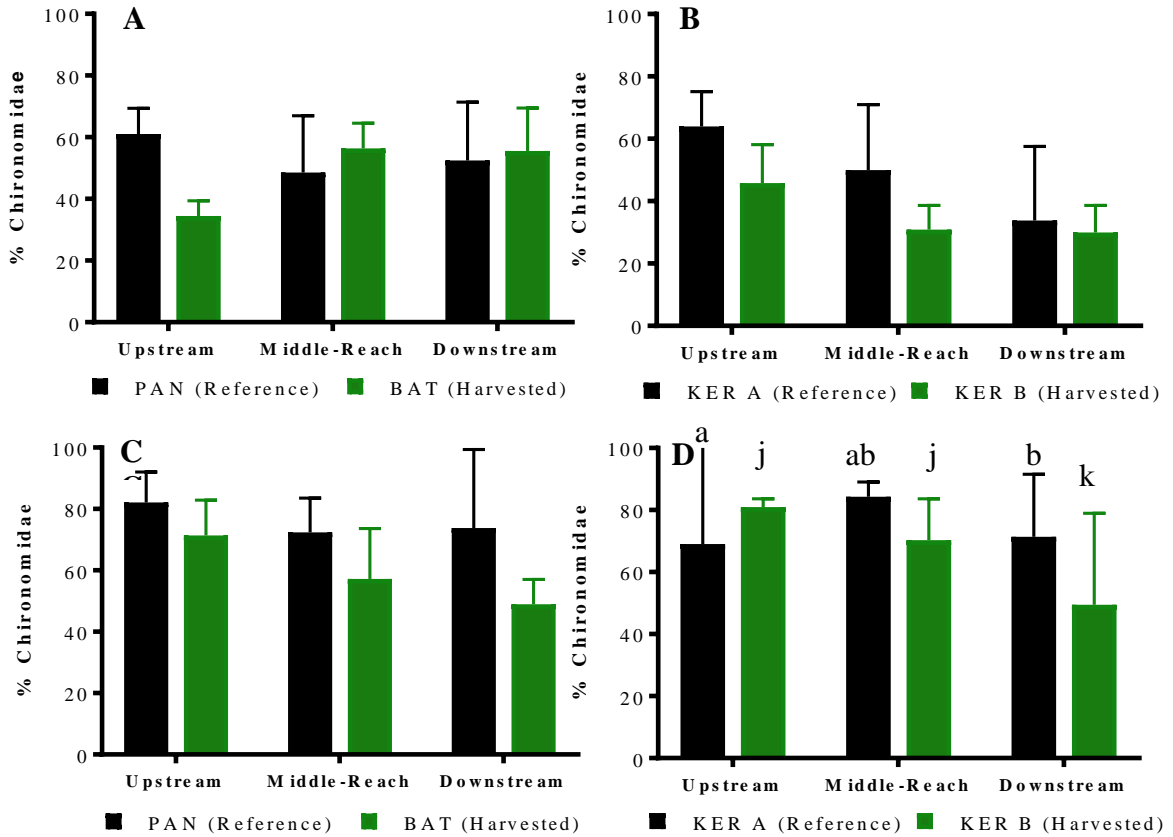 A
% Chironomidae
100
80
60
40
20
0
Upstream Middle-Reach Downstream
PAN (Reference) BAT (Harvested)
B
% Chironomidae
100
80
60
40
20
0
Upstream Middle-Reach Downstream
KER A (Reference) KER B (Harvested)
C
% Chironomidae
100
80
60
40
20
0
Upstream Middle-Reach Downstream
PAN (Reference) BAT (Harvested)
D
a j ab j b k
% Chironomidae
100
80
60
40
20
0
Upstream Middle-Reach Downstream
KER A (Reference) KER B (Harvested)